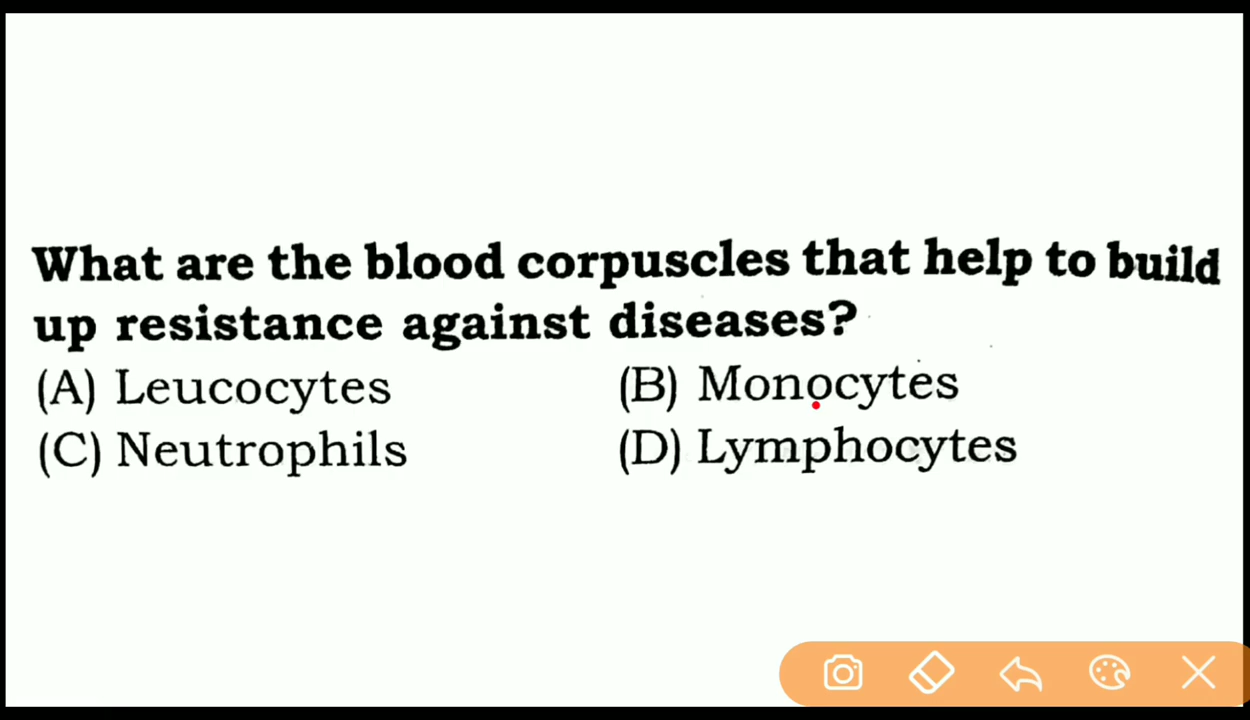 What are the blood corpuscles that help to build
up resistance against diseases?
(A) Leucocytes (B) Monocytes
(C) Neutrophils (D) Lymphocytes